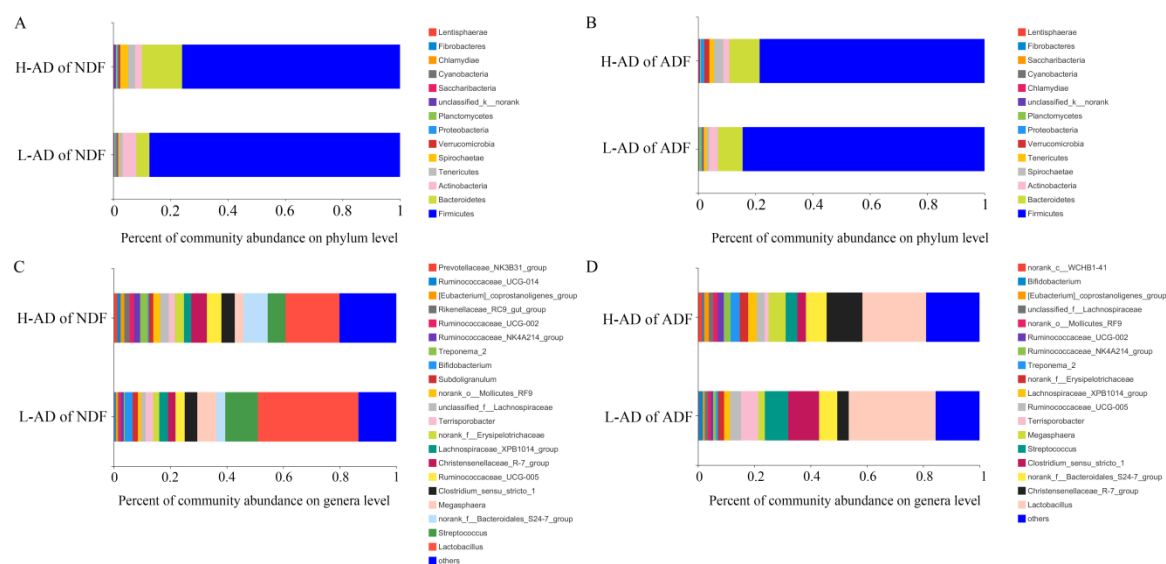 A
H-AD of NDF
L-AD of NDF
0 0.2 0.4 0.6 0.8 1
Percent of community abundance on phylum level
Lentisphaerae
Fibrobacteres
Chlamydiae
Cyanobacteria
Saccharibacteria
unclassified_k__norank
Planctomycetes
Proteobacteria
Verrucomicrobia
Spirochaetae
Tenericutes
Actinobacteria
Bacteroidetes
Firmicutes
B
H-AD of ADF
L-AD of ADF
0 0.2 0.4 0.6 0.8 1
Percent of community abundance on phylum level
Lentisphaerae
Fibrobacteres
Saccharibacteria
Cyanobacteria
Chlamydiae
unclassified_k__norank
Planctomycetes
Proteobacteria
Verrucomicrobia
Tenericutes
Spirochaetae
Actinobacteria
Bacteroidetes
Firmicutes
C
H-AD of NDF
L-AD of NDF
0 0.2 0.4 0.6 0.8 1
Percent of community abundance on genera level
Prevotellaceae_NK3B31_group
Ruminococcaceae_UCG-014
[Eubacterium]_coprostanoligenes_group
Rikenellaceae_RC9_gut_group
Ruminococcaceae_UCG-002
Ruminococcaceae_NK4A214_group
Treponema_2
Bifidobacterium
Subdoligranulum
norank_o__Mollicutes_RF9
unclassified_f__Lachnospiraceae
Terrisporobacter
norank_f__Erysipelotrichaceae
Lachnospiraceae_XPB1014_group
Christensenellaceae_R-7_group
Ruminococcaceae_UCG-005
Clostridium_sensu_stricto_1
Megasphaera
norank_f__Bacteroidales_S24-7_group
Streptococcus
Lactobacillus
others
D
H-AD of ADF
L-AD of ADF
0 0.2 0.4 0.6 0.8 1
Percent of community abundance on genera level
norank_c__WCHB1-41
Bifidobacterium
[Eubacterium]_coprostanoligenes_group
unclassified_f__Lachnospiraceae
norank_o__Mollicutes_RF9
Ruminococcaceae_UCG-002
Ruminococcaceae_NK4A214_group
Treponema_2
norank_f__Erysipelotrichaceae
Lachnospiraceae_XPB1014_group
Ruminococcaceae_UCG-005
Terrisporobacter
Megasphaera
Streptococcus
Clostridium_sensu_stricto_1
norank_f__Bacteroidales_S24-7_group
Christensenellaceae_R-7_group
Lactobacillus
others